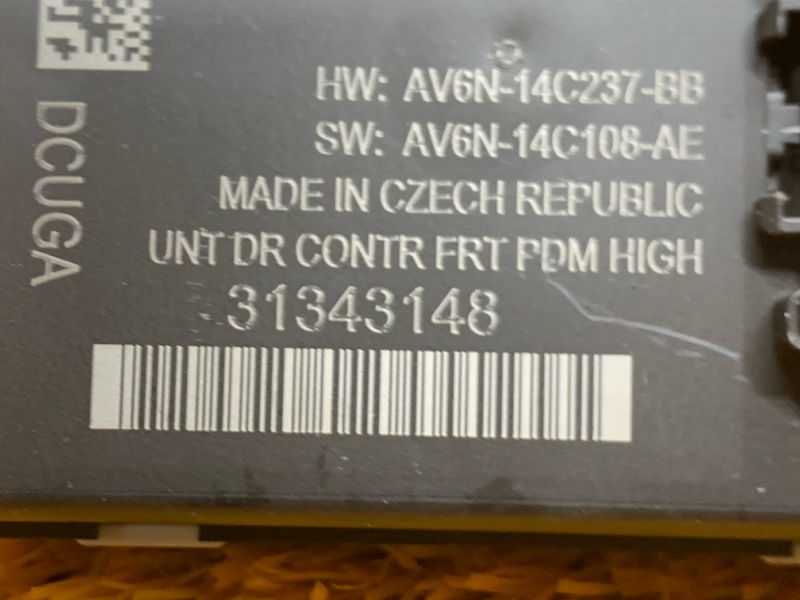 HW: AV6N-14C237-BB
SW: AV6N-14C108-AE
MADE IN CZECH REPUBLIC
UNT DR CONTR FRT PDM HIGH
31343148
DCUGA